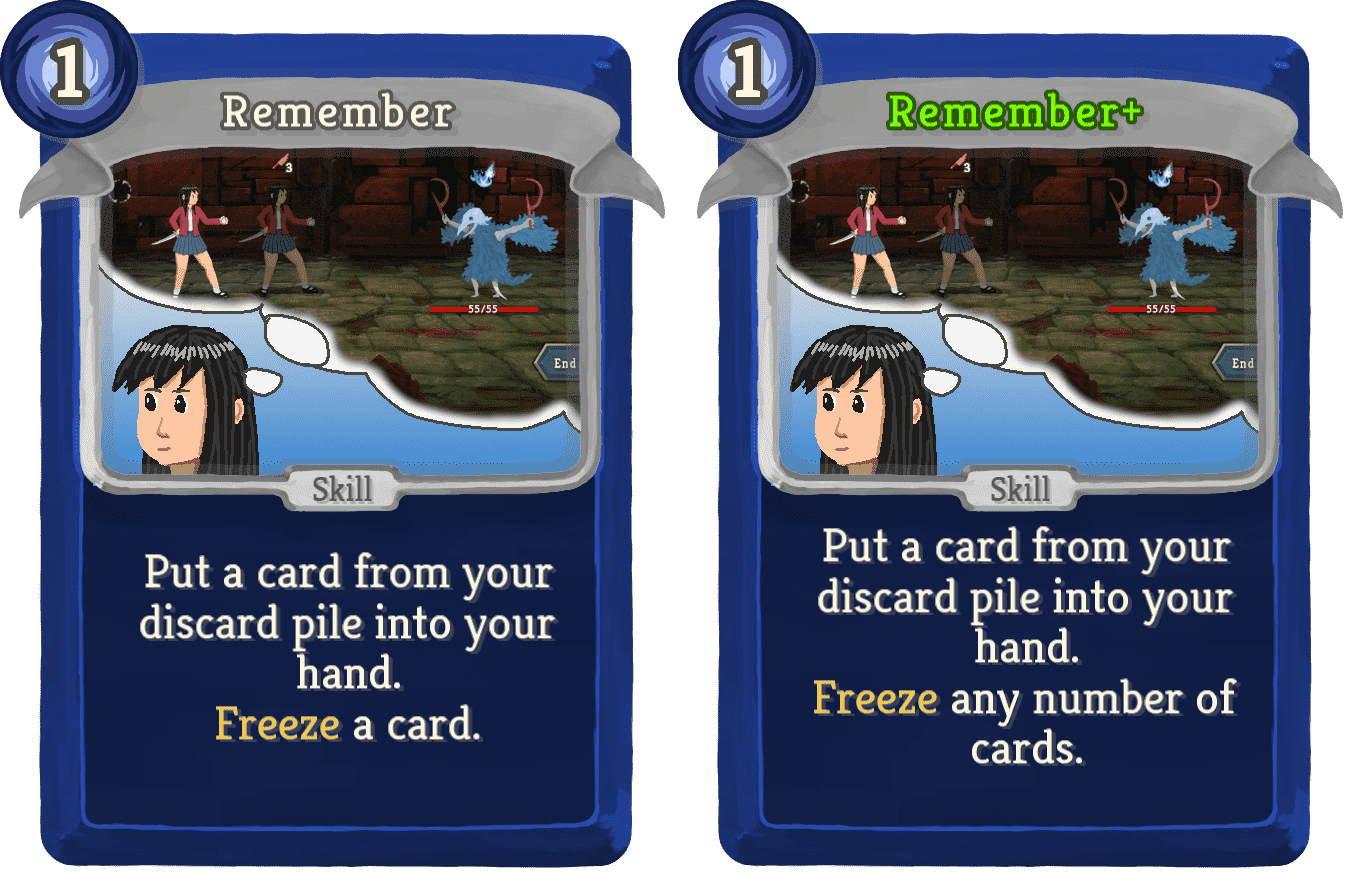 1
Remember
3
55/55
End
Skill
Put a card from your
discard pile into your
hand.
Freeze a card.
1
Remember+
3
55/55
End
Skill
Put a card from your
discard pile into your
hand.
Freeze any number of
cards.